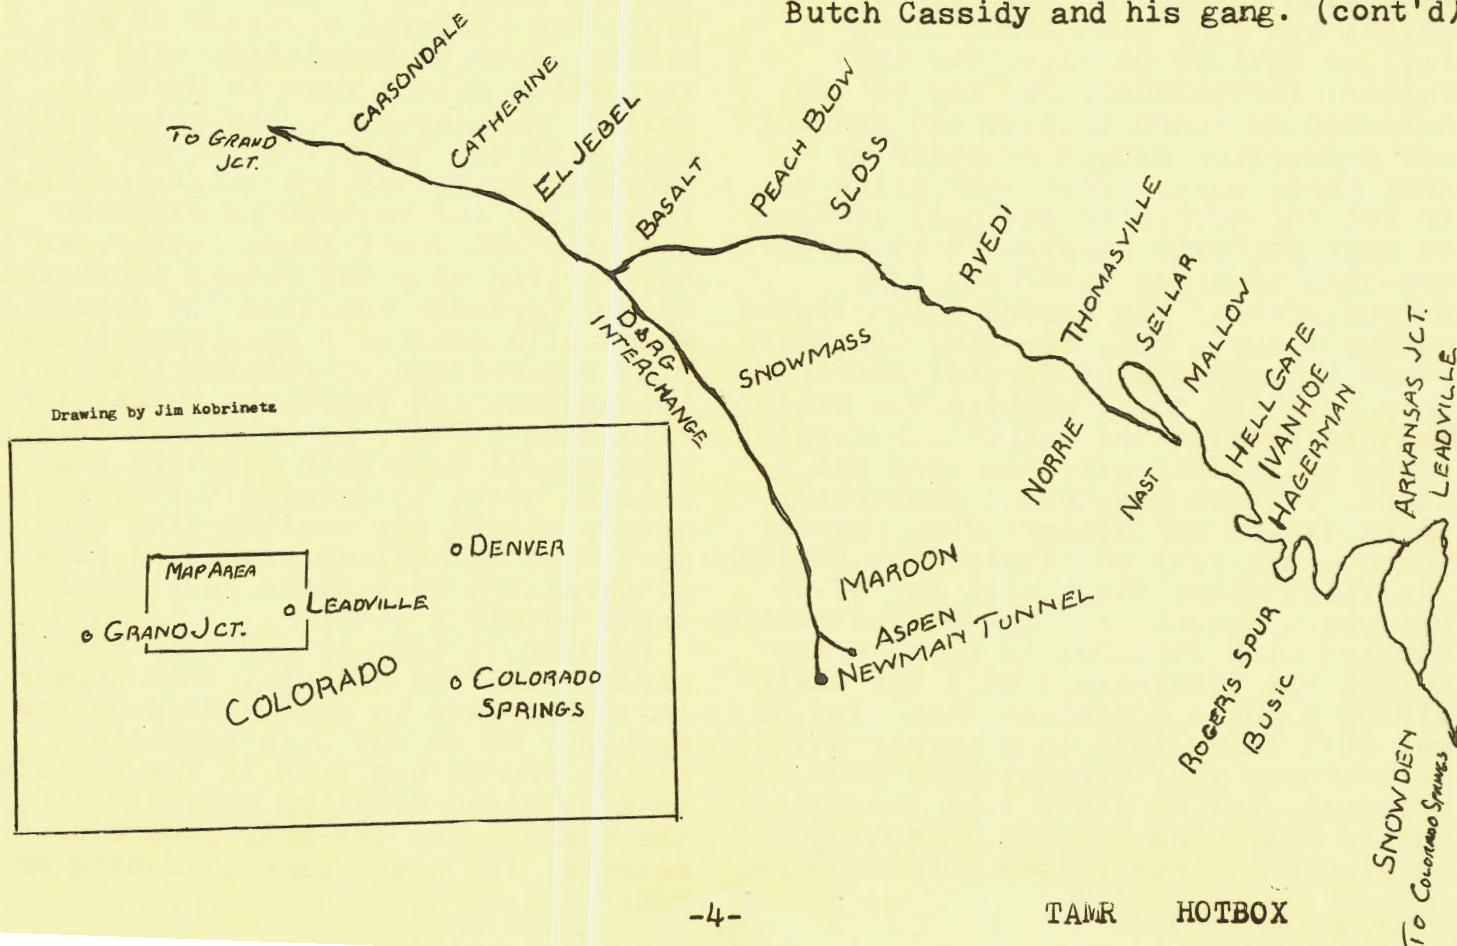 Butch Cassidy and his gang. (cont'd)
TO GRAND
JCT.
CARSONDALE
CATHERINE
EL JEBEL
BASALT
PEACH BLOW
SLOSS
RVEDI
THOMASVILLE
SELLAR
MALLOW
HELL GATE
IVANHOE
HAGERMAN
ARKANSAS JCT.
LEADVILLE
D&RG
INTERCHANGE
SNOWMASS
NORRIE
NAST
MAROON
ASPEN
NEWMAN TUNNEL
ROGER'S SPUR
BUSIC
SNOWDEN
TO COLORADO SPRINGS
Drawing by Jim Kobrinetz
MAP AREA
DENVER
LEADVILLE
GRAND JCT.
COLORADO
COLORADO
SPRINGS
-4-
TAMR HOTBOX